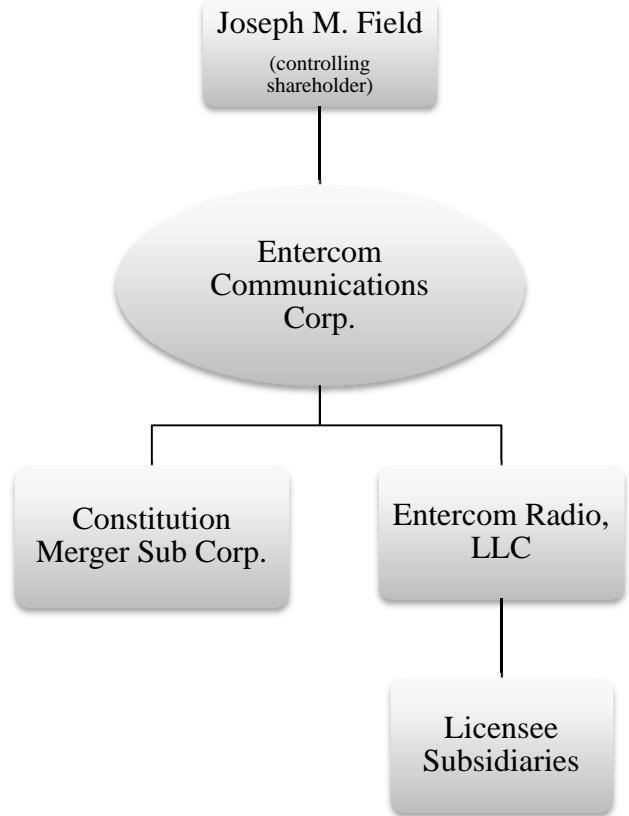 Joseph M. Field
(controlling
shareholder)
Entercom
Communications
Corp.
Constitution
Merger Sub Corp.
Entercom Radio,
LLC
Licensee
Subsidiaries